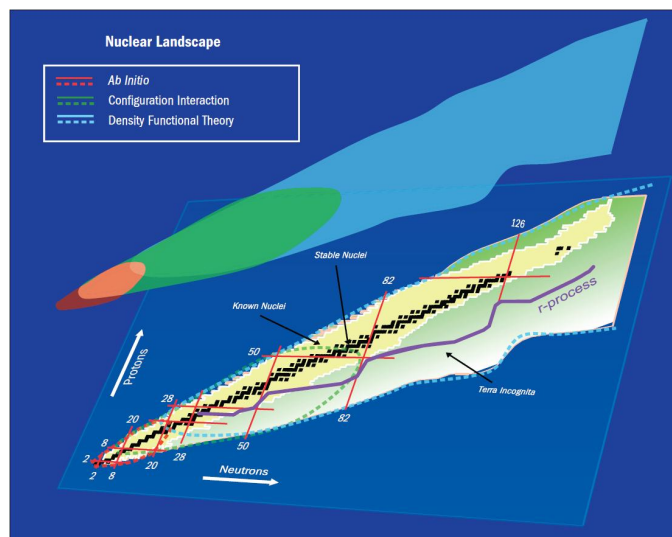 Nuclear Landscape
Ab Initio
Configuration Interaction
Density Functional Theory
126
Stable Nuclei
82
Known Nuclei
r-process
50
Protons
28
Terra Incognita
20
82
8
50
2
28
20
2 8
Neutrons